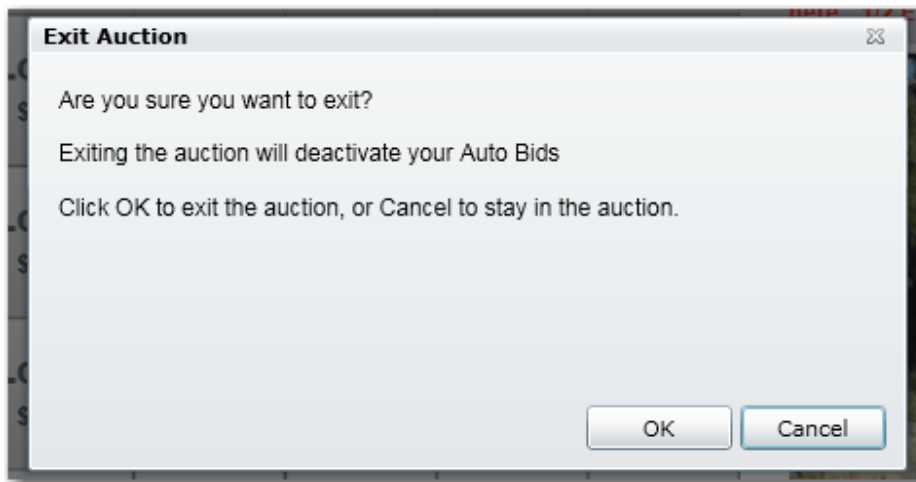 Exit Auction
Are you sure you want to exit?
Exiting the auction will deactivate your Auto Bids
Click OK to exit the auction, or Cancel to stay in the auction.
OK
Cancel